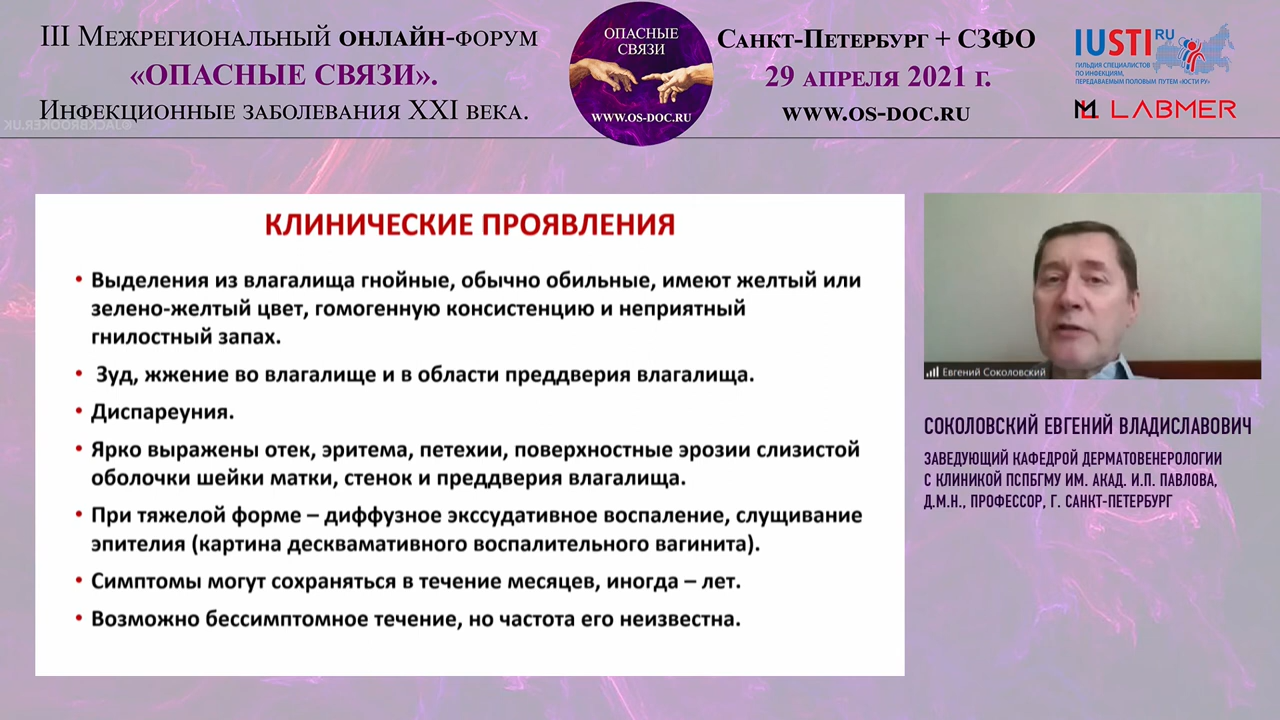 III Межрегиональный онлайн-форум
«ОПАСНЫЕ СВЯЗИ».
Инфекционные заболевания XXI века.
@JACKBROOKER.UK
ОПАСНЫЕ
СВЯЗИ
WWW.OS-DOC.RU
Санкт-Петербург + СЗФО
29 апреля 2021 г.
WWW.OS-DOC.RU
IUSTI RU
ГИЛЬДИЯ СПЕЦИАЛИСТОВ
ПО ИНФЕКЦИЯМ,
ПЕРЕДАВАЕМЫМ ПОЛОВЫМ ПУТЕМ «ЮСТИ РУ»
LABMER
КЛИНИЧЕСКИЕ ПРОЯВЛЕНИЯ
• Выделения из влагалища гнойные, обычно обильные, имеют желтый или
зелено-желтый цвет, гомогенную консистенцию и неприятный
гнилостный запах.
• Зуд, жжение во влагалище и в области преддверия влагалища.
• Диспареуния.
• Ярко выражены отек, эритема, петехии, поверхностные эрозии слизистой
оболочки шейки матки, стенок и преддверия влагалища.
• При тяжелой форме – диффузное экссудативное воспаление, слущивание
эпителия (картина десквамативного воспалительного вагинита).
• Симптомы могут сохраняться в течение месяцев, иногда – лет.
• Возможно бессимптомное течение, но частота его неизвестна.
Евгений Соколовский
СОКОЛОВСКИЙ ЕВГЕНИЙ ВЛАДИСЛАВОВИЧ
ЗАВЕДУЮЩИЙ КАФЕДРОЙ ДЕРМАТОВЕНЕРОЛОГИИ
С КЛИНИКОЙ ПСПБГМУ ИМ. АКАД. И.П. ПАВЛОВА,
Д.М.Н., ПРОФЕССОР, Г. САНКТ-ПЕТЕРБУРГ